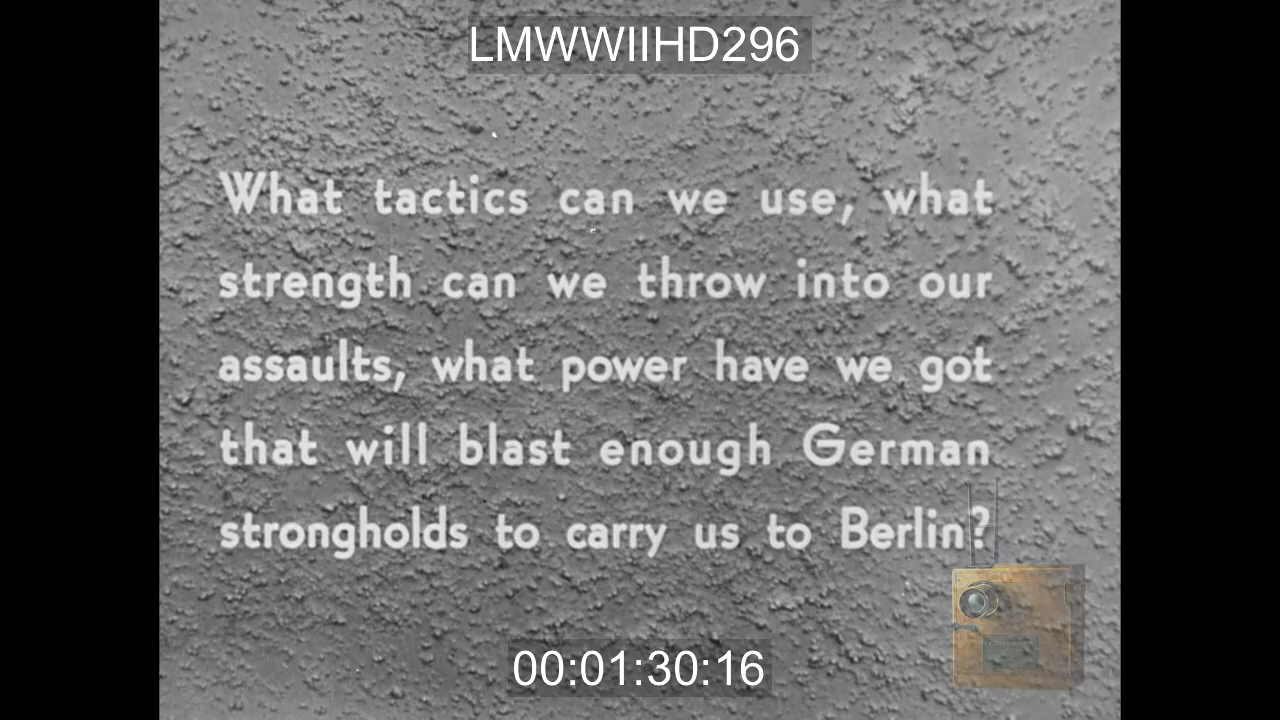 LMWWIIHD296
What tactics can we use, what
strength can we throw into our
assaults, what power have we got
that will blast enough German
strongholds to carry us to Berlin?
00:01:30:16